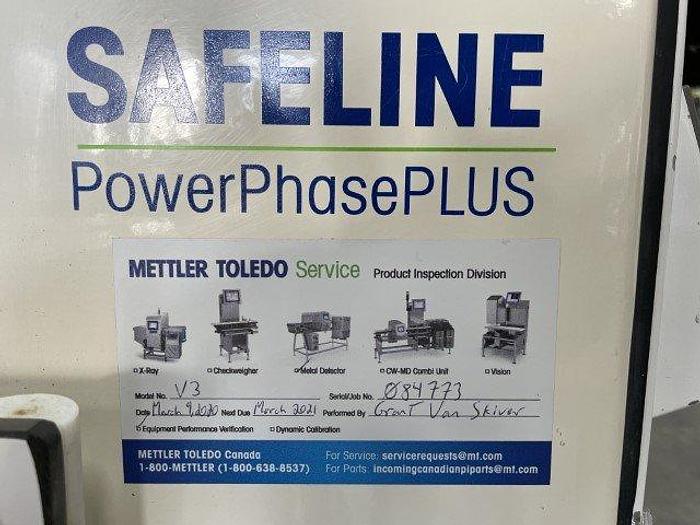 SAFELINE
PowerPhasePLUS
METTLER TOLEDO Service Product Inspection Division
X-Ray Checkweigher Metal Detector CW-MD Combi Unit Vision
Model No. V3 Serial/Job No. Ø84773
Date March 9, 2020 Next Due March 2021 Performed By Grant Van Skiver
Equipment Performance Verification Dynamic Calibration
METTLER TOLEDO Canada For Service: servicerequests@mt.com
1-800-METTLER (1-800-638-8537) For Parts: incomingcanadianpiparts@mt.com